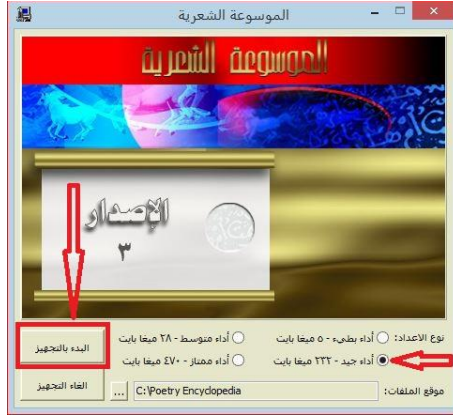 الموسوعة الشعرية
الموسوعة الشعرية
الإصدار
٣
نوع الاعداد: أداء بطيء - ٥ ميغا بايت أداء متوسط - ٢٨ ميغا بايت
أداء جيد - ٢٣٢ ميغا بايت أداء ممتاز - ٤٧٠ ميغا بايت
البدء بالتجهيز
موقع الملفات: C:\Poetry Encyclopedia ...
الغاء التجهيز